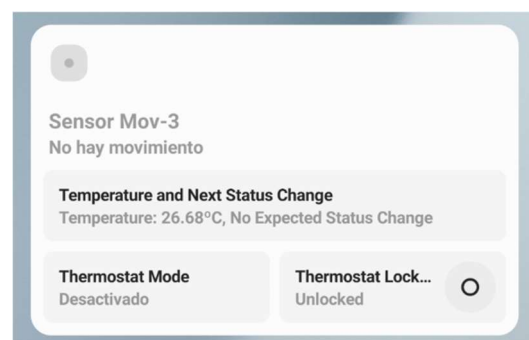 Sensor Mov-3
No hay movimiento
Temperature and Next Status Change
Temperature: 26.68°C, No Expected Status Change
Thermostat Mode
Desactivado
Thermostat Lock...
Unlocked